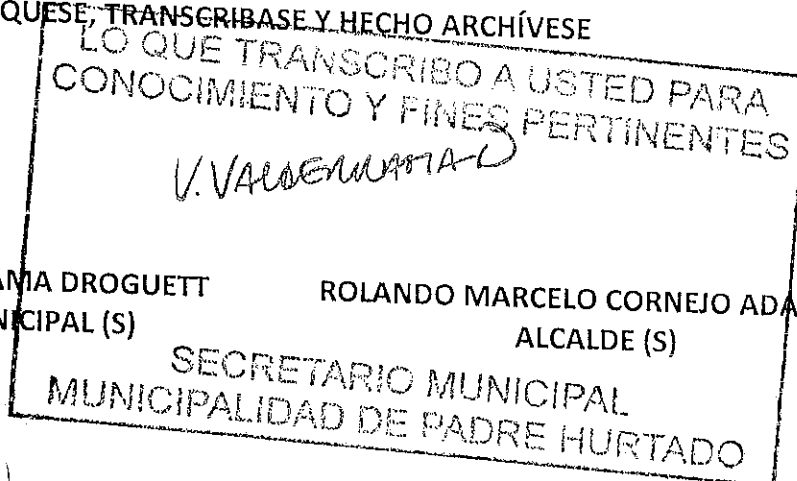 QUESE, TRANSCRIBASE Y HECHO ARCHÍVESE
LO QUE TRANSCRIBO A USTED PARA
CONOCIMIENTO Y FINES PERTINENTES
AMA DROGUETT
ROLANDO MARCELO CORNEJO ADA
NICIPAL (S)
ALCALDE (S)
SECRETARIO MUNICIPAL
MUNICIPALIDAD DE PADRE HURTADO